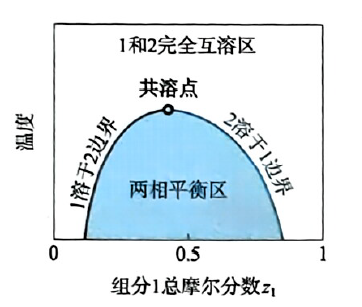 1和2完全互溶区
共溶点
1溶于2边界
2溶于1边界
两相平衡区
温度
0
0.5
1
组分1总摩尔分数z₁